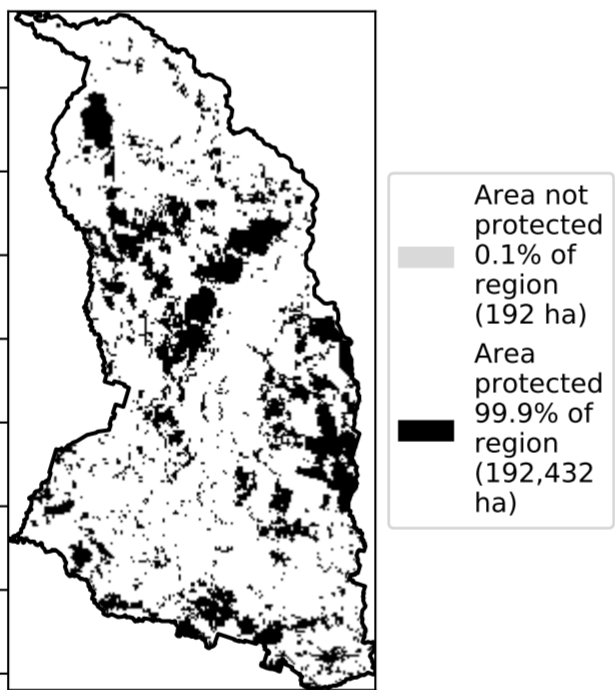 Area not
protected
0.1% of
region
(192 ha)
Area
protected
99.9% of
region
(192,432
ha)